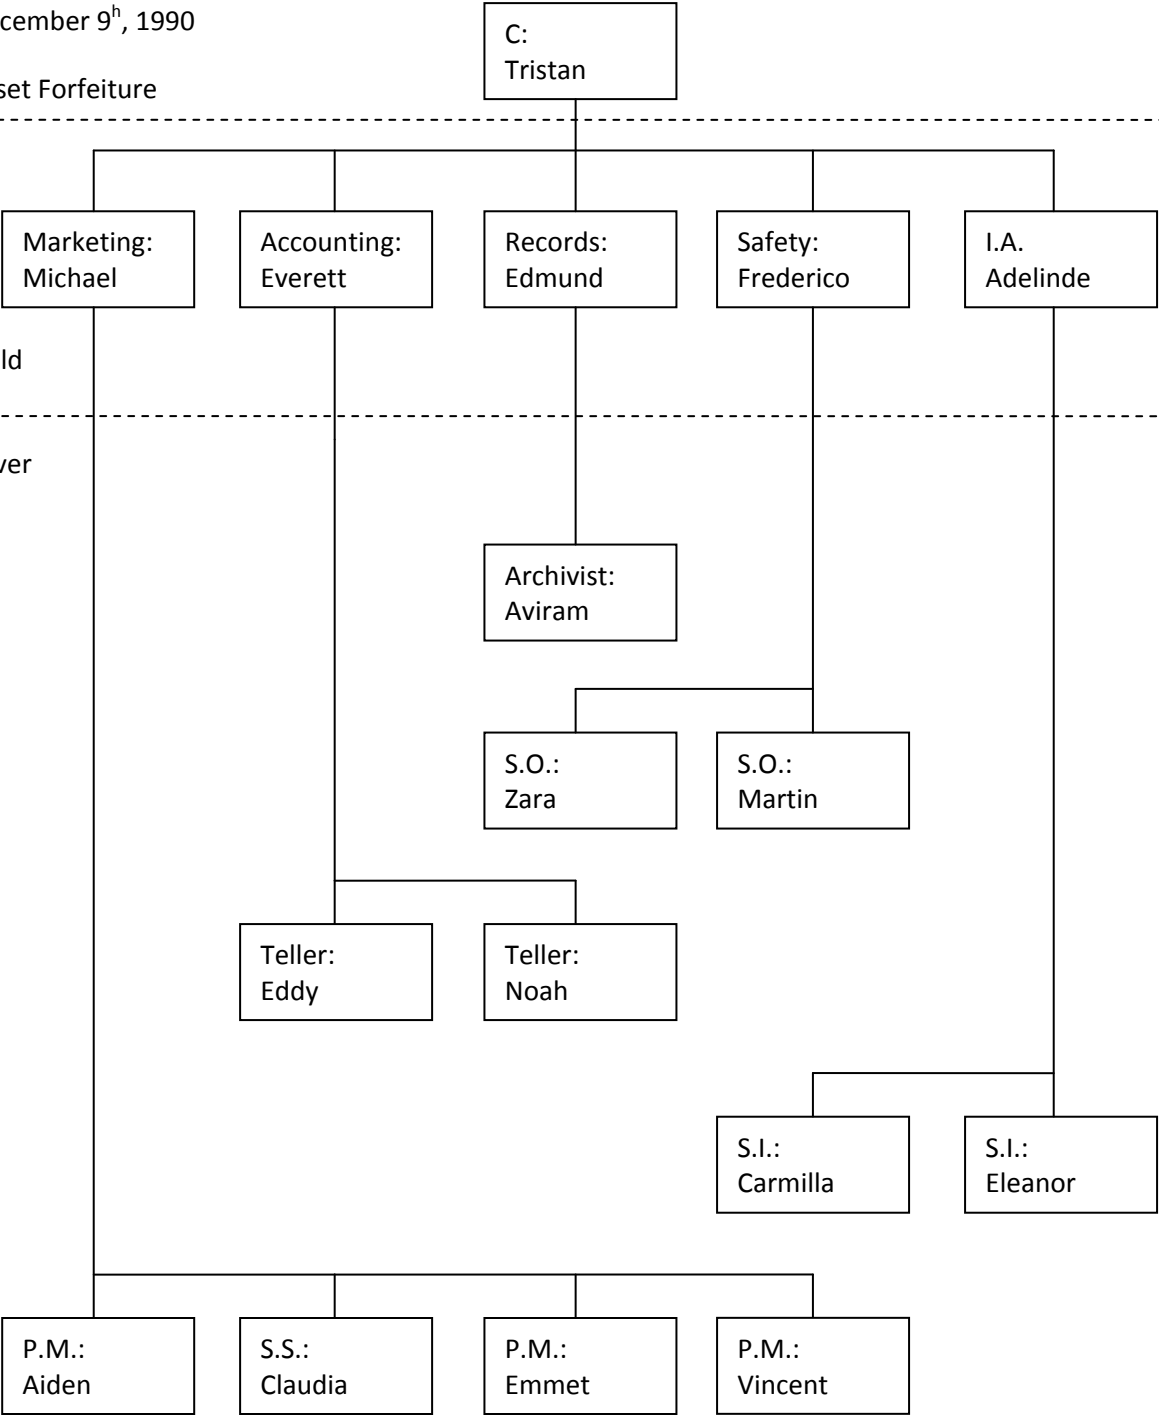 cember 9ʰ, 1990
C:
Tristan
set Forfeiture
Marketing:
Michael
Accounting:
Everett
Records:
Edmund
Safety:
Frederico
I.A.
Adelinde
ld
ver
Archivist:
Aviram
S.O.:
Zara
S.O.:
Martin
Teller:
Eddy
Teller:
Noah
S.I.:
Carmilla
S.I.:
Eleanor
P.M.:
Aiden
S.S.:
Claudia
P.M.:
Emmet
P.M.:
Vincent